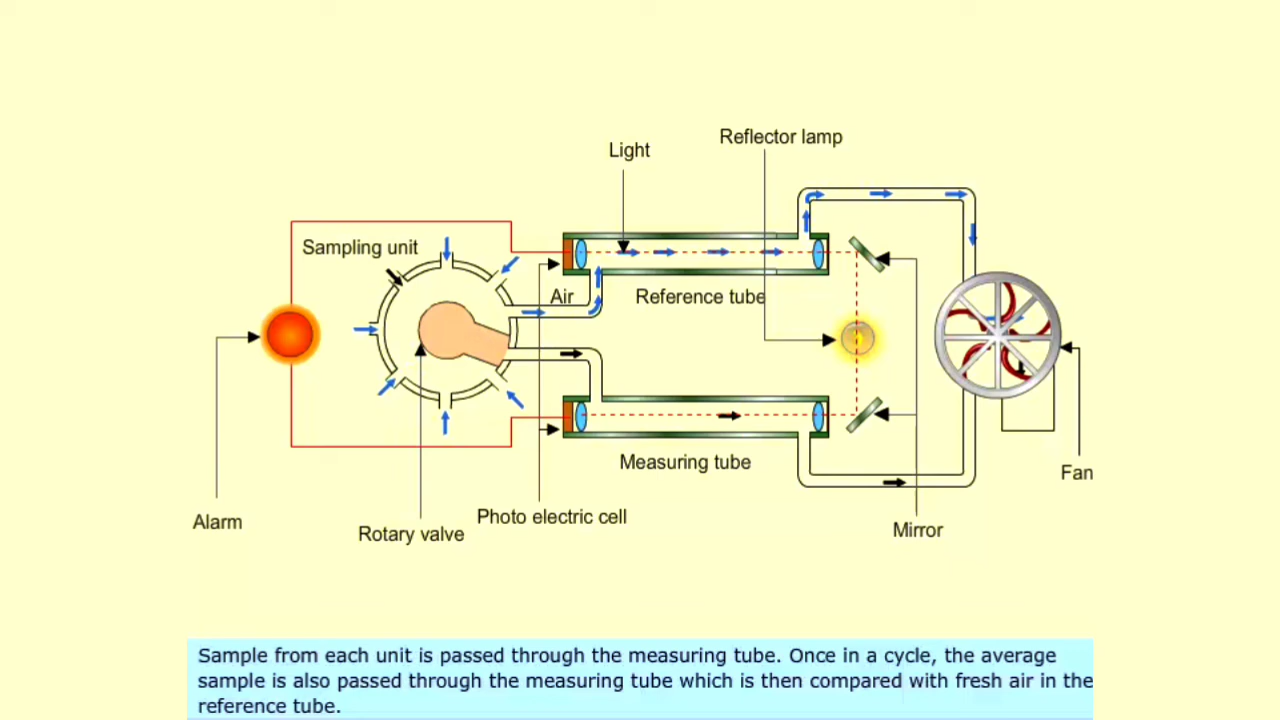 Reflector lamp
Light
Sampling unit
Air
Reference tube
Measuring tube
Fan
Alarm
Rotary valve
Photo electric cell
Mirror
Sample from each unit is passed through the measuring tube. Once in a cycle, the average
sample is also passed through the measuring tube which is then compared with fresh air in the
reference tube.